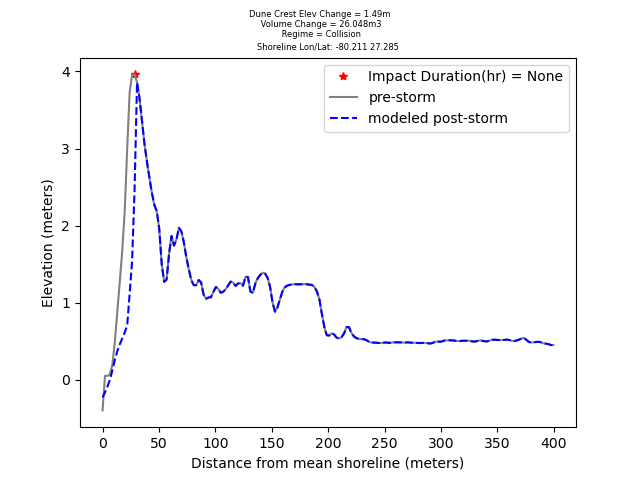 Dune Crest Elev Change = 1.49m
Volume Change = 26.048m3
Regime = Collision
Shoreline Lon/Lat: -80.211 27.285
Impact Duration(hr) = None
pre-storm
modeled post-storm
4
3
2
1
0
Elevation (meters)
0 50 100 150 200 250 300 350 400
Distance from mean shoreline (meters)